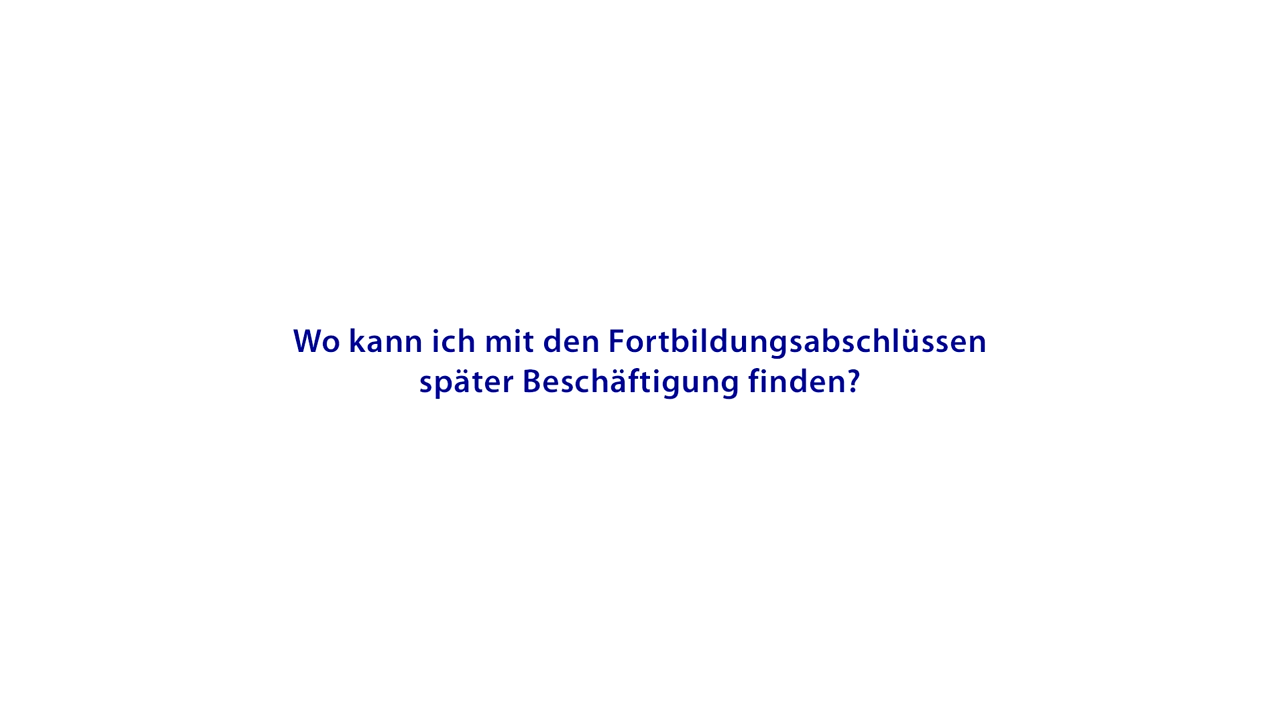 Wo kann ich mit den Fortbildungsabschlüssen
später Beschäftigung finden?